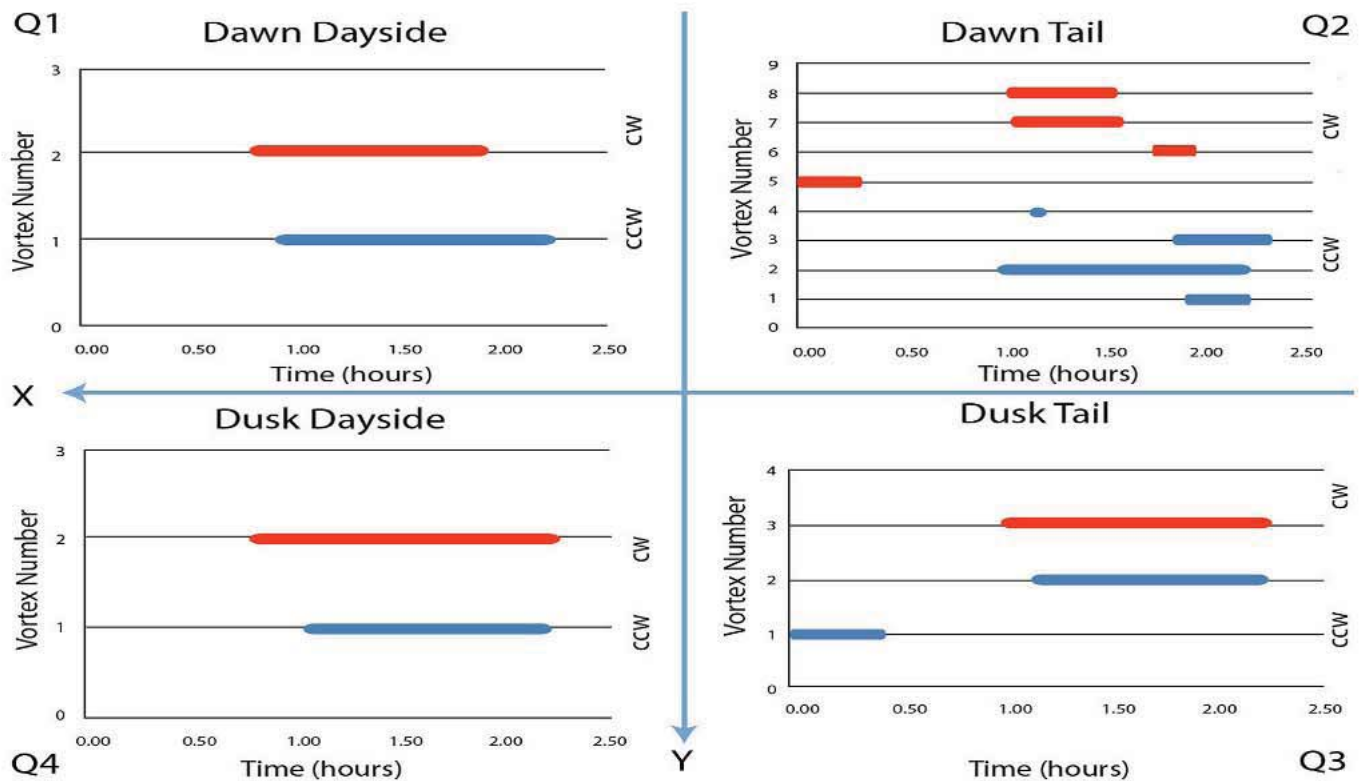 Q1
Dawn Dayside
3
2
1
0
Vortex Number
CW
CCW
0.00 0.50 1.00 1.50 2.00 2.50
Time (hours)
Dawn Tail
Q2
9
8
7
6
5
4
3
2
1
0
Vortex Number
CW
CCW
0.00 0.50 1.00 1.50 2.00 2.50
Time (hours)
X
Dusk Dayside
3
2
1
0
Vortex Number
CW
CCW
0.00 0.50 1.00 1.50 2.00 2.50
Q4
Time (hours)
Y
Dusk Tail
4
3
2
1
0
Vortex Number
CW
CCW
0.00 0.50 1.00 1.50 2.00 2.50
Time (hours)
Q3